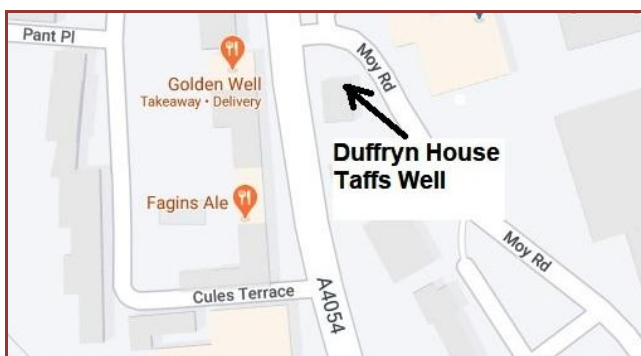 Pant Pl
Golden Well
Takeaway • Delivery
Moy Rd
Duffryn House
Taffs Well
Fagins Ale
Moy Rd
Cules Terrace
A4054